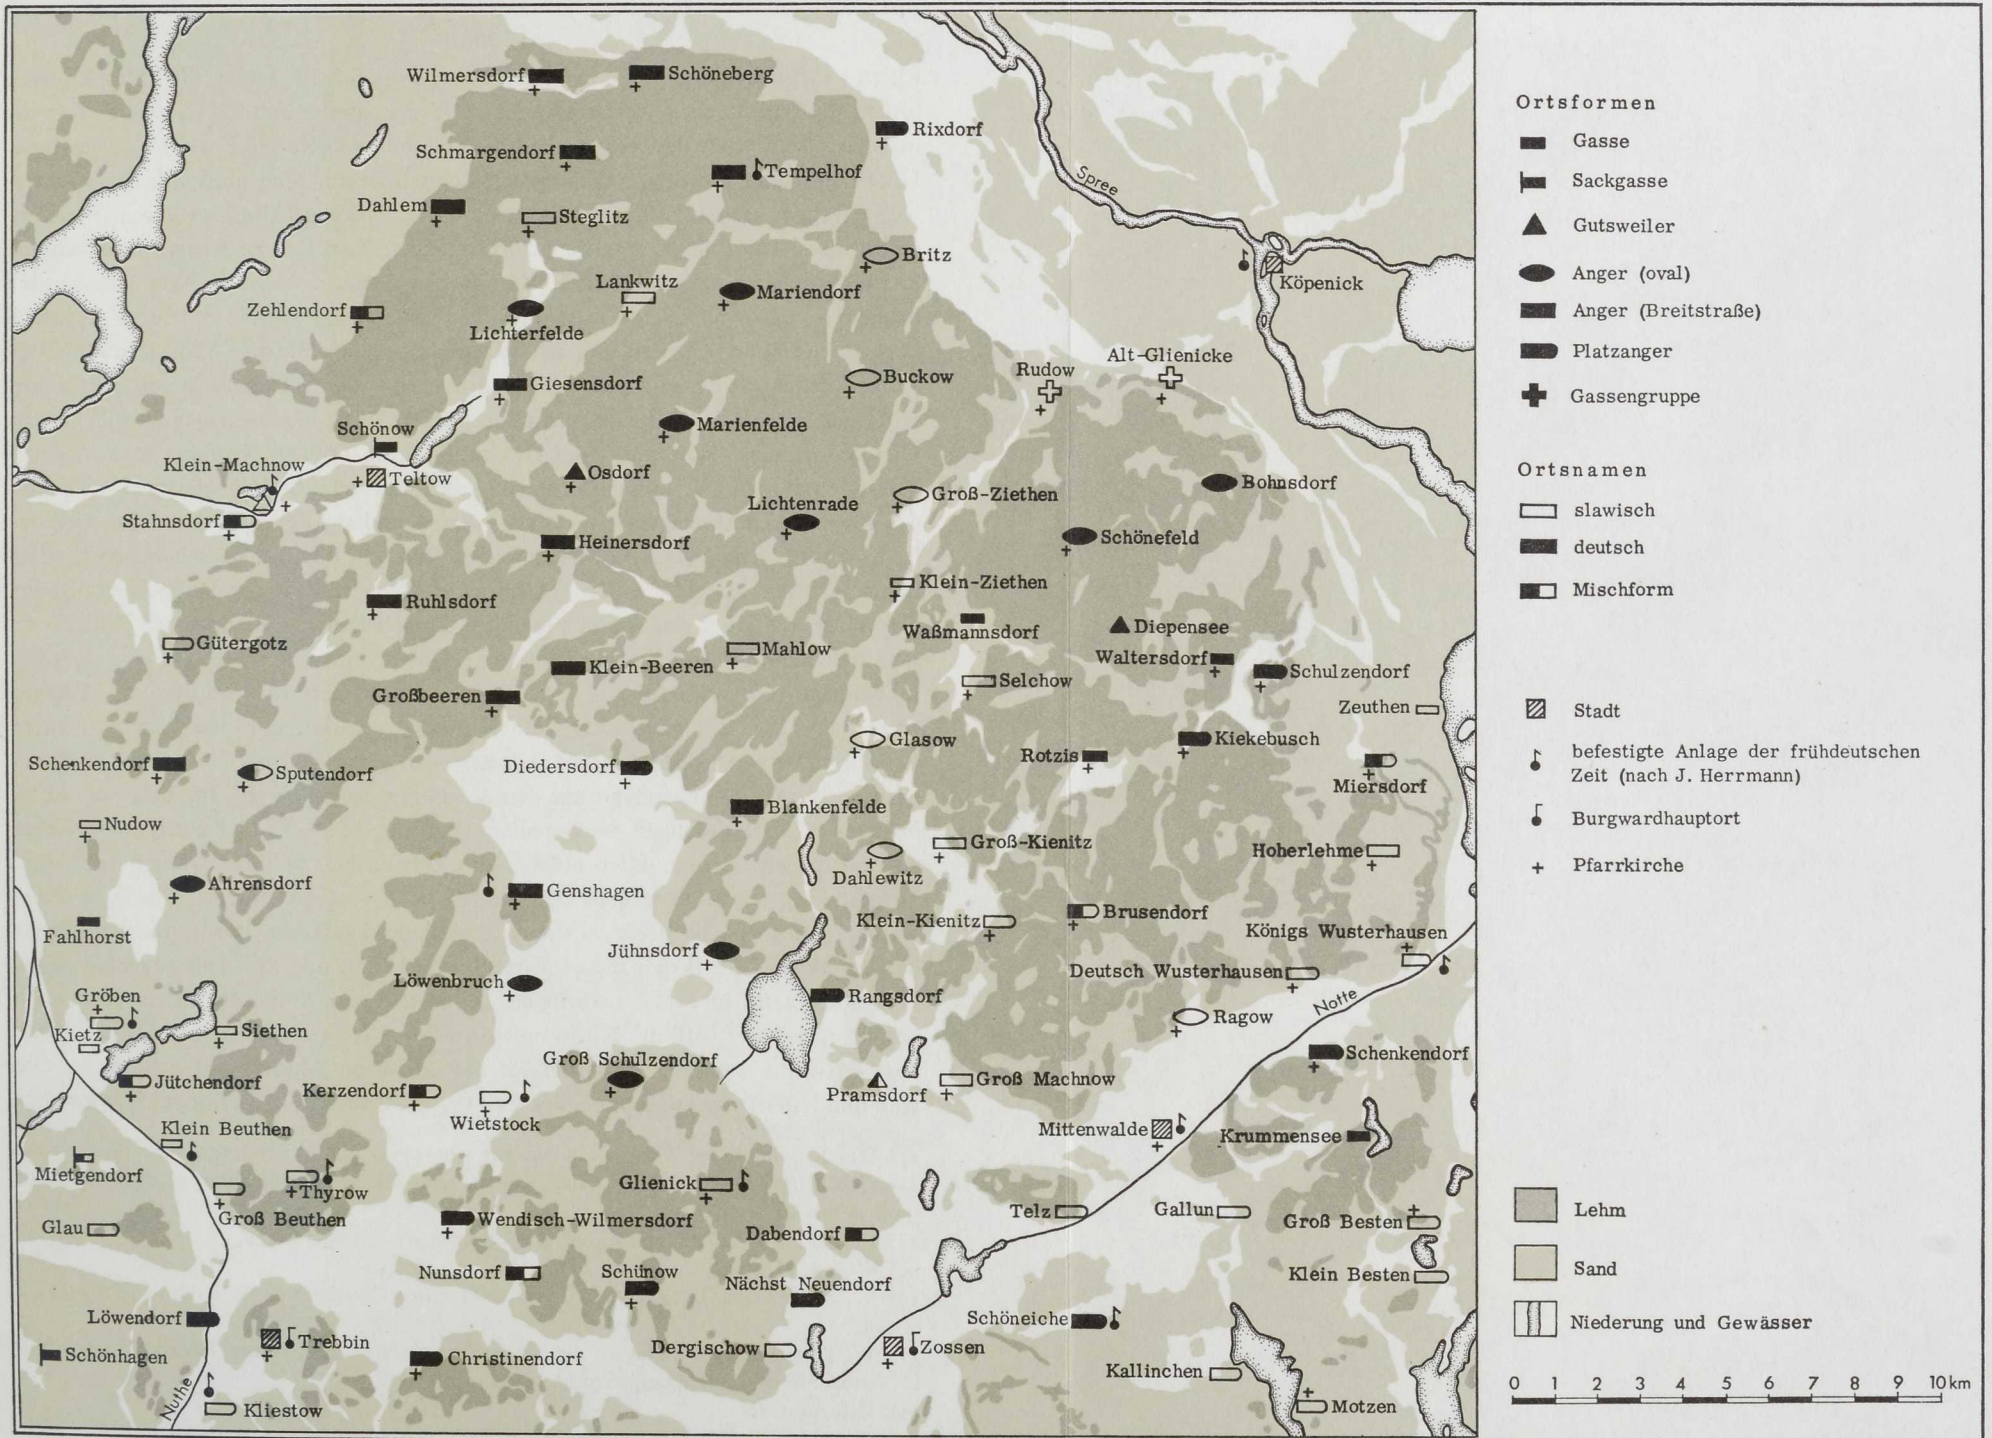 Wilmersdorf
Schöneberg
Rixdorf
Schmargendorf
Tempelhof
Spree
Dahlem
Steglitz
Britz
Köpenick
Lankwitz
Mariendorf
Zehlendorf
Lichterfelde
Alt-Glienicke
Rudow
Buckow
Giesensdorf
Marienfelde
Schönow
Klein-Machnow
Teltow
Osdorf
Bohnsdorf
Groß-Ziethen
Lichtenrade
Stahnsdorf
Schönefeld
Heinersdorf
Klein-Ziethen
Ruhlsdorf
Waßmannsdorf
Diepensee
Gütergotz
Mahlow
Waltersdorf
Klein-Beeren
Schulzendorf
Selchow
Großbeeren
Zeuthen
Glasow
Kiekebusch
Rotzis
Schenkendorf
Sputendorf
Diedersdorf
Miersdorf
Blankenfelde
Nudow
Groß-Kienitz
Hoherlehme
Dahlewitz
Ahrensdorf
Genshagen
Brusendorf
Klein-Kienitz
Fahlhorst
Königs Wusterhausen
Jühnsdorf
Deutsch Wusterhausen
Löwenbruch
Gröben
Rangsdorf
Notte
Ragow
Kietz
Siethen
Schenkendorf
Groß Schulzendorf
Jütchendorf
Kerzendorf
Groß Machnow
Pramsdorf
Wietstock
Klein Beuthen
Mittenwalde
Krummensee
Mietgendorf
Glienick
Thyrow
Groß Beuthen
Wendisch-Wilmersdorf
Telz
Gallun
Groß Besten
Glau
Dabendorf
Nunsdorf
Schünow
Klein Besten
Nächst Neuendorf
Löwendorf
Schöneiche
Trebbin
Dergischow
Zossen
Schönhagen
Christinendorf
Kallinchen
Nuthe
Kliestow
Motzen
Ortsformen
Gasse
Sackgasse
Gutsweiler
Anger (oval)
Anger (Breitstraße)
Platzanger
Gassengruppe
Ortsnamen
slawisch
deutsch
Mischform
Stadt
befestigte Anlage der frühdeutschen
Zeit (nach J. Herrmann)
Burgwardhauptort
Pfarrkirche
Lehm
Sand
Niederung und Gewässer
0 1 2 3 4 5 6 7 8 9 10 km